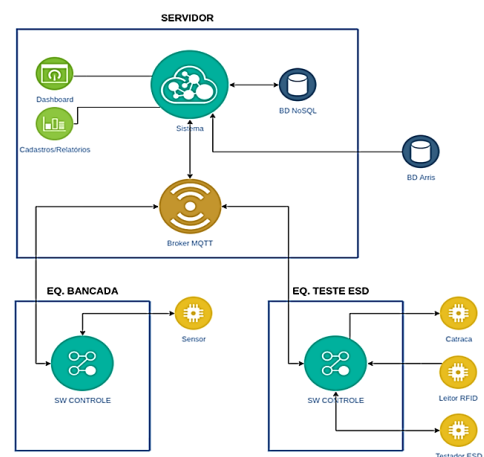 SERVIDOR
Dashboard
Cadastros/Relatórios
Sistema
BD NoSQL
BD Arris
Broker MQTT
EQ. BANCADA
SW CONTROLE
Sensor
EQ. TESTE ESD
SW CONTROLE
Catraca
Leitor RFID
Testador ESD